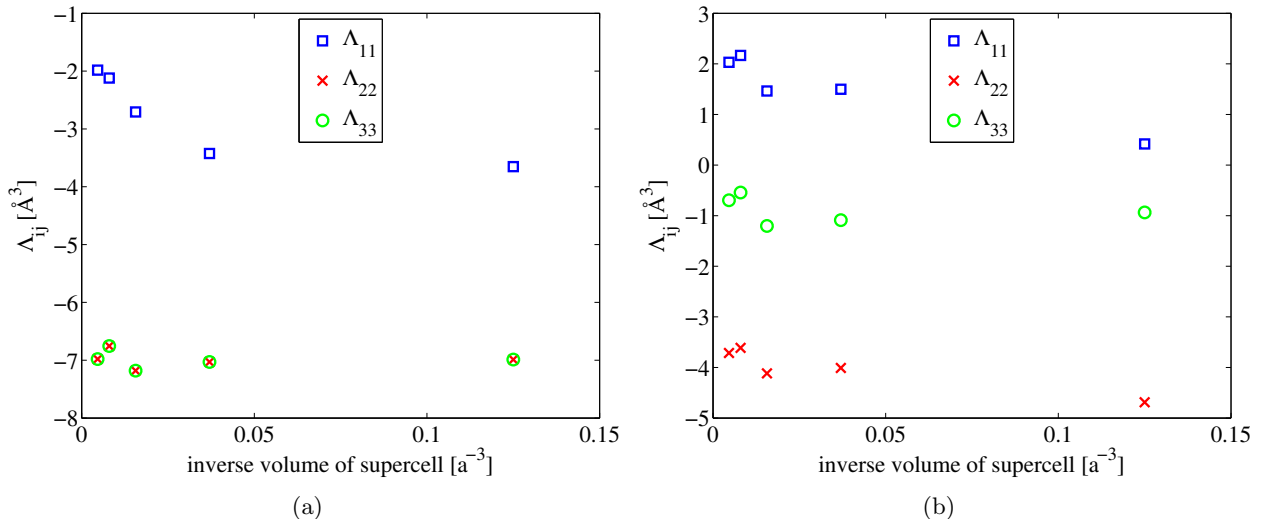 −1
−2
−3
−4
−5
−6
−7
−8
0
0.05
0.1
0.15
Λij [Å3]
inverse volume of supercell [a−3]
Λ11
Λ22
Λ33
(a)
3
2
1
0
−1
−2
−3
−4
−5
0
0.05
0.1
0.15
Λij [Å3]
inverse volume of supercell [a−3]
Λ11
Λ22
Λ33
(b)